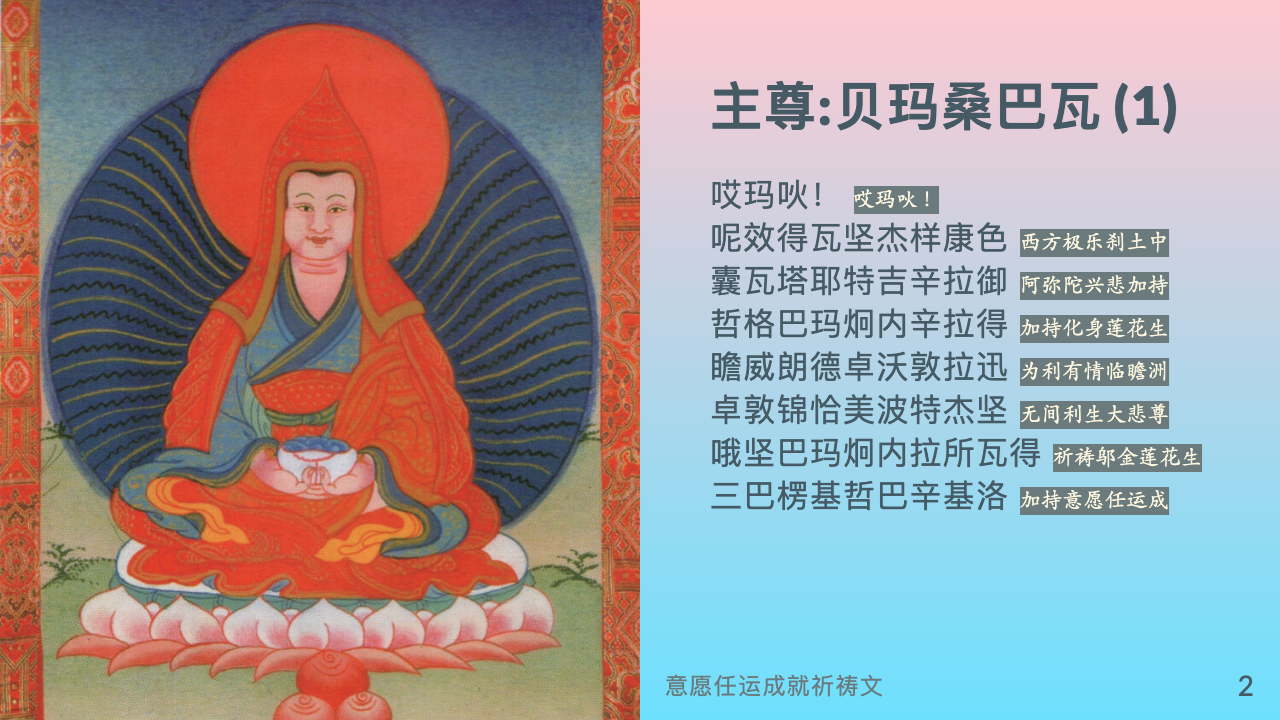 主尊:贝玛桑巴瓦 (1)
哎玛吙！ 哎玛吙！
呢效得瓦坚杰样康色 西方极乐刹土中
囊瓦塔耶特吉辛拉御 阿弥陀兴悲加持
哲格巴玛炯内辛拉得 加持化身莲花生
瞻威朗德卓沃敦拉迅 为利有情临瞻洲
卓敦锦恰美波特杰坚 无间利生大悲尊
哦坚巴玛炯内拉所瓦得 祈祷邬金莲花生
三巴楞基哲巴辛基洛 加持意愿任运成
意愿任运成就祈祷文
2